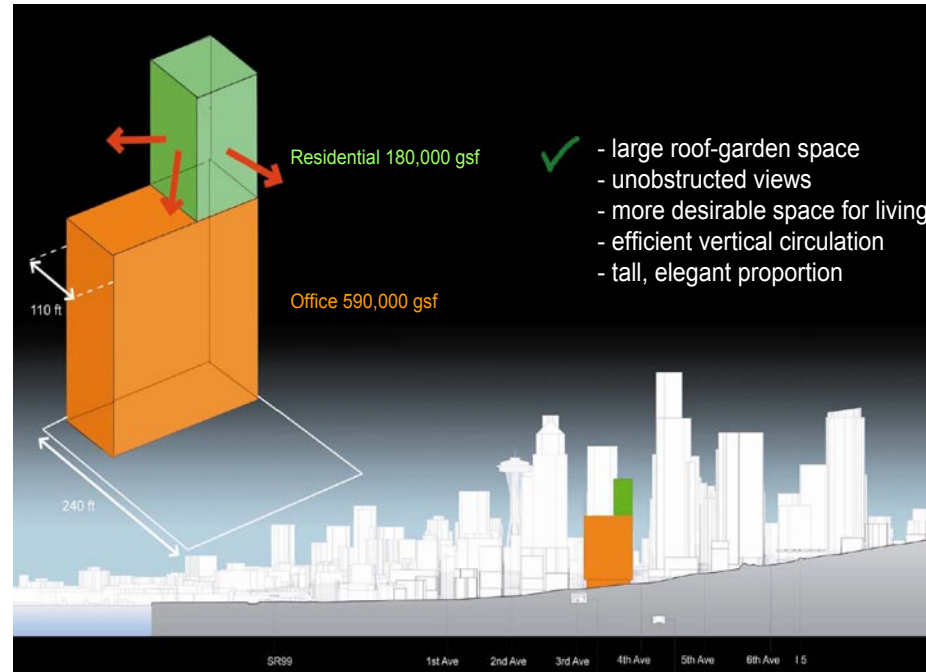 Residential 180,000 gsf
- large roof-garden space
- unobstructed views
- more desirable space for living
- efficient vertical circulation
- tall, elegant proportion
110 ft
Office 590,000 gsf
240 ft
SR99
1st Ave
2nd Ave
3rd Ave
4th Ave
5th Ave
6th Ave
I 5